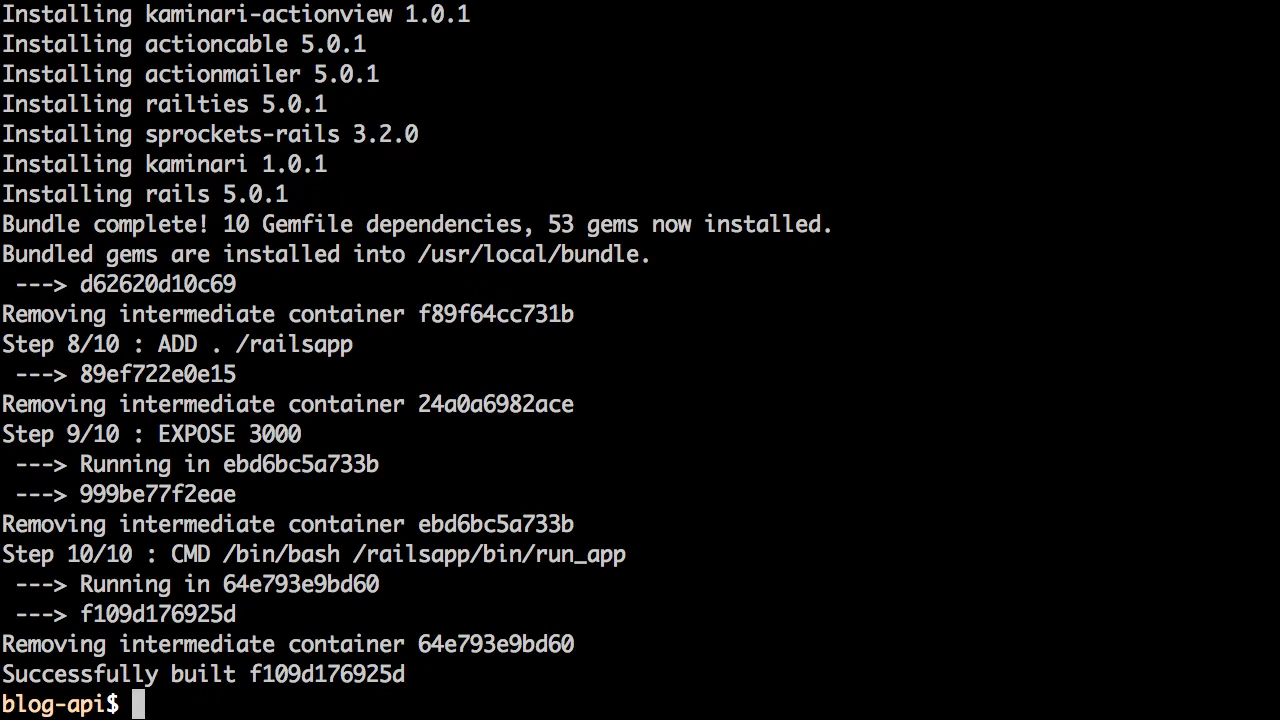 Installing kaminari-actionview 1.0.1
Installing actioncable 5.0.1
Installing actionmailer 5.0.1
Installing railties 5.0.1
Installing sprockets-rails 3.2.0
Installing kaminari 1.0.1
Installing rails 5.0.1
Bundle complete! 10 Gemfile dependencies, 53 gems now installed.
Bundled gems are installed into /usr/local/bundle.
 ---> d62620d10c69
Removing intermediate container f89f64cc731b
Step 8/10 : ADD . /railsapp
 ---> 89ef722e0e15
Removing intermediate container 24a0a6982ace
Step 9/10 : EXPOSE 3000
 ---> Running in ebd6bc5a733b
 ---> 999be77f2eae
Removing intermediate container ebd6bc5a733b
Step 10/10 : CMD /bin/bash /railsapp/bin/run_app
 ---> Running in 64e793e9bd60
 ---> f109d176925d
Removing intermediate container 64e793e9bd60
Successfully built f109d176925d
blog-api$